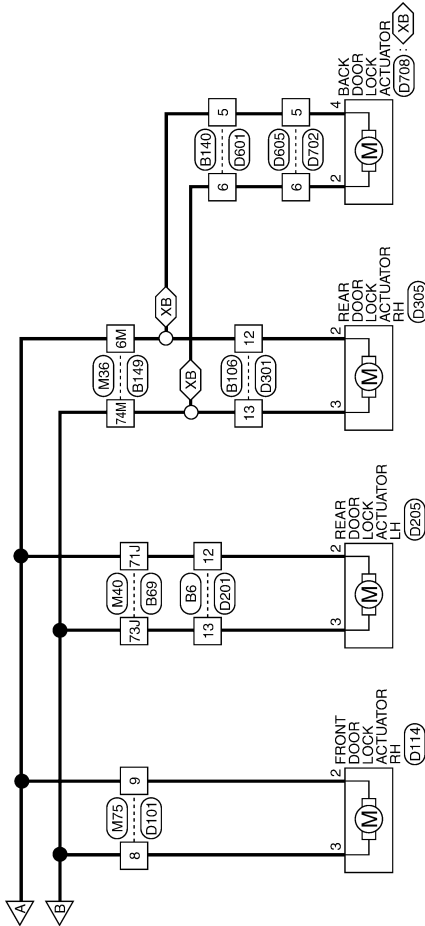 A
B
8
M75
D101
9
3
2
FRONT
DOOR
LOCK
ACTUATOR
RH
D114
73J
M40
B69
71J
13
B6
D201
12
3
2
REAR
DOOR
LOCK
ACTUATOR
LH
D205
74M
M36
B149
6M
XB
XB
13
B106
D301
12
3
2
REAR
DOOR
LOCK
ACTUATOR
RH
D305
6
B140
D601
5
6
D605
D702
5
2
4
BACK
DOOR
LOCK
ACTUATOR
D708 : XB
M
M
M
M